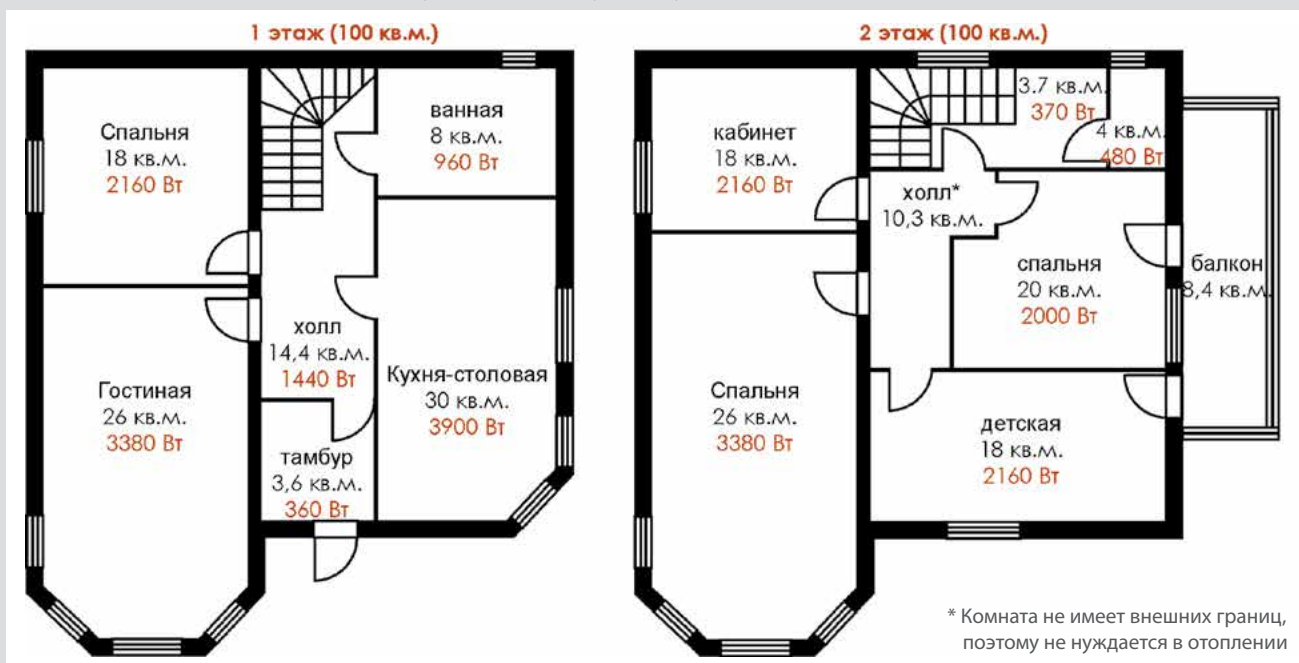 1 этаж (100 кв.м.)
Спальня
18 кв.м.
2160 Вт
ванная
8 кв.м.
960 Вт
холл
14,4 кв.м.
1440 Вт
Гостиная
26 кв.м.
3380 Вт
Кухня-столовая
30 кв.м.
3900 Вт
тамбур
3,6 кв.м.
360 Вт
2 этаж (100 кв.м.)
кабинет
18 кв.м.
2160 Вт
3.7 кв.м.
370 Вт
4 кв.м.
480 Вт
холл*
10,3 кв.м.
спальня
20 кв.м.
2000 Вт
балкон
8,4 кв.м.
Спальня
26 кв.м.
3380 Вт
детская
18 кв.м.
2160 Вт
* Комната не имеет внешних границ,
поэтому не нуждается в отоплении